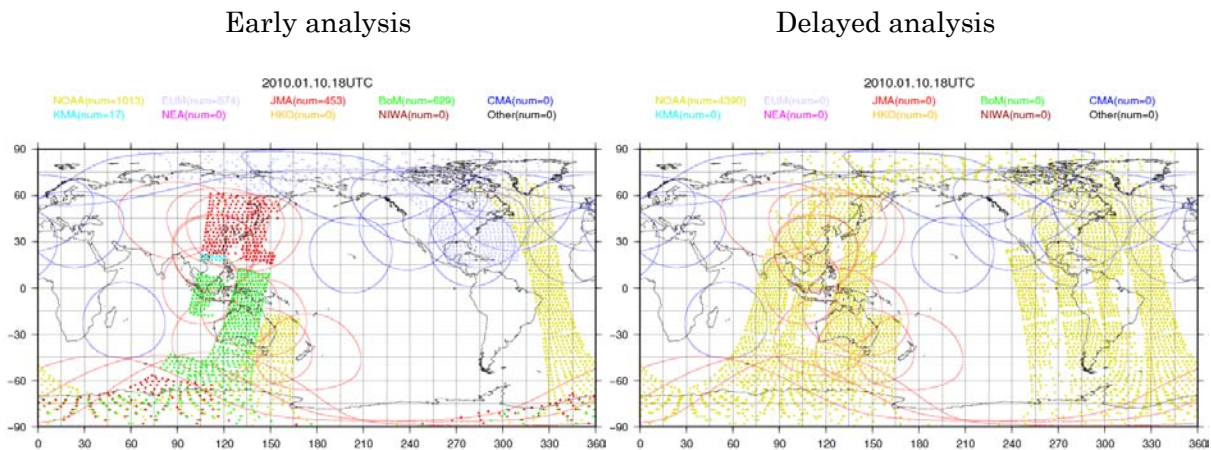 Early analysis
Delayed analysis
2010.01.10.18UTC
NOAA(num=1013) EUM(num=674) JMA(num=453) BoM(num=629) CMA(num=0)
KMA(num=17) NEA(num=0) HKO(num=0) NIWA(num=0) Other(num=0)
90
60
30
0
−30
−60
−90
0 30 60 90 120 150 180 210 240 270 300 330 360
2010.01.10.18UTC
NOAA(num=4390) EUM(num=0) JMA(num=0) BoM(num=0) CMA(num=0)
KMA(num=0) NEA(num=0) HKO(num=0) NIWA(num=0) Other(num=0)
90
60
30
0
−30
−60
−90
0 30 60 90 120 150 180 210 240 270 300 330 360